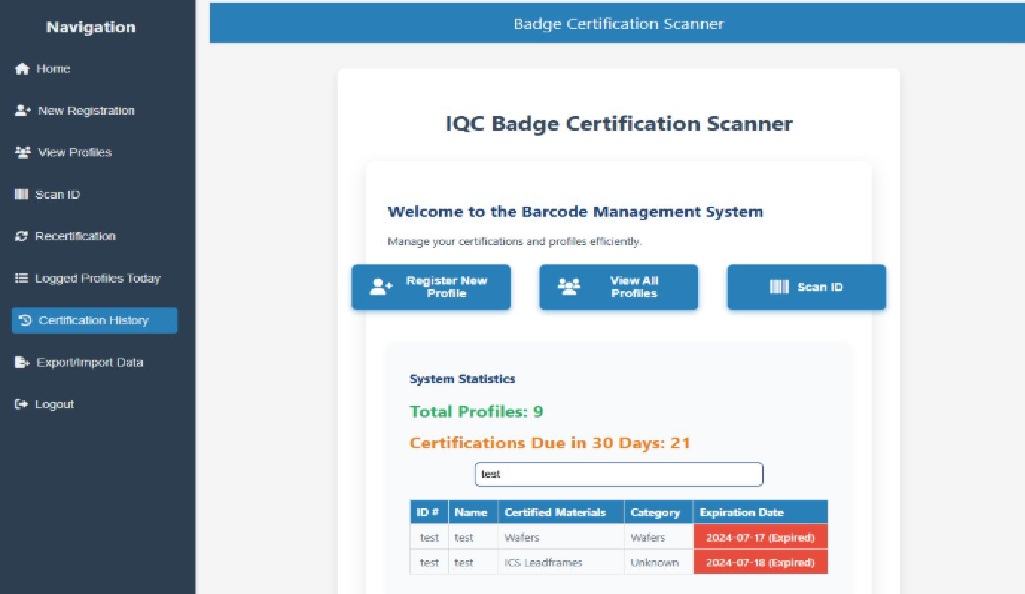 Navigation
Home
New Registration
View Profiles
Scan ID
Recertification
Logged Profiles Today
Certification History
Export/Import Data
Logout
Badge Certification Scanner
IQC Badge Certification Scanner
Welcome to the Barcode Management System
Manage your certifications and profiles efficiently.
Register New
Profile
View All
Profiles
Scan ID
System Statistics
Total Profiles: 9
Certifications Due in 30 Days: 21
test
ID # Name Certified Materials Category Expiration Date
test test Wafers Wafers 2024-07-17 (Expired)
test test ICS Leadframes Unknown 2024-07-18 (Expired)